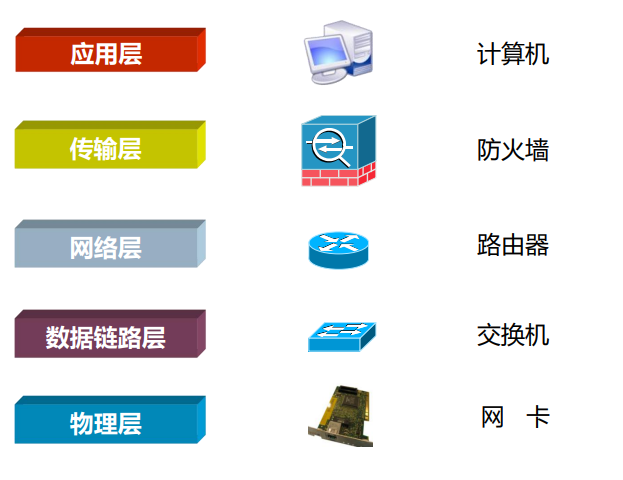 应用层 计算机
传输层 防火墙
网络层 路由器
数据链路层 交换机
物理层 网 卡